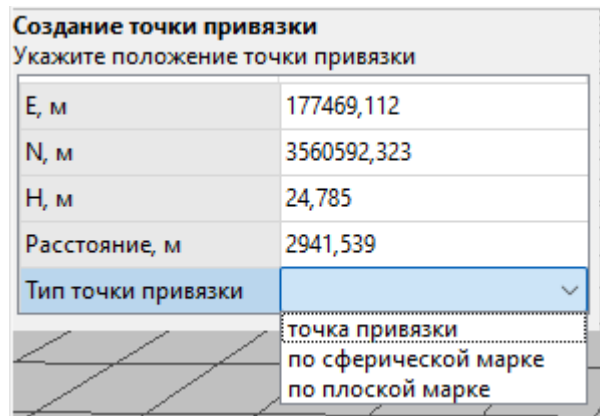 Создание точки привязки
Укажите положение точки привязки
E, м 177469,112
N, м 3560592,323
H, м 24,785
Расстояние, м 2941,539
Тип точки привязки
точка привязки
по сферической марке
по плоской марке